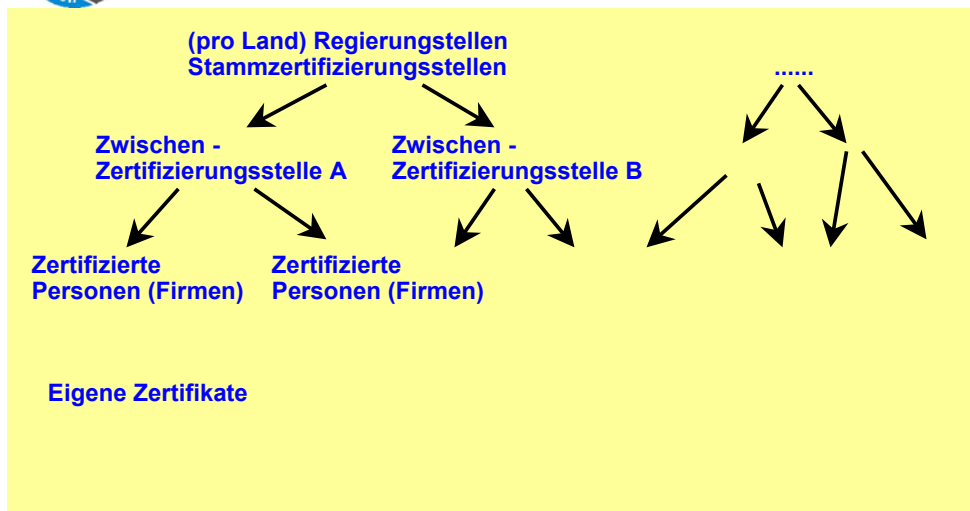 (pro Land) Regierungstellen
Stammzertifizierungsstellen
......
Zwischen -
Zertifizierungsstelle A
Zwischen -
Zertifizierungsstelle B
Zertifizierte
Personen (Firmen)
Zertifizierte
Personen (Firmen)
Eigene Zertifikate